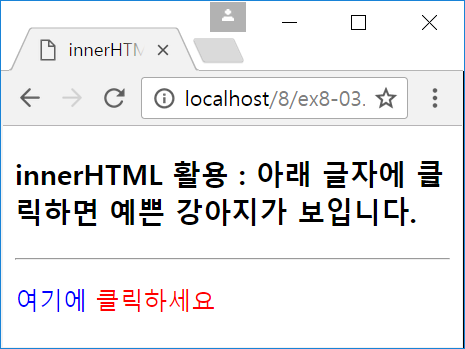 innerHTM
localhost/8/ex8-03.
innerHTML 활용 : 아래 글자에 클
릭하면 예쁜 강아지가 보입니다.
여기에 클릭하세요